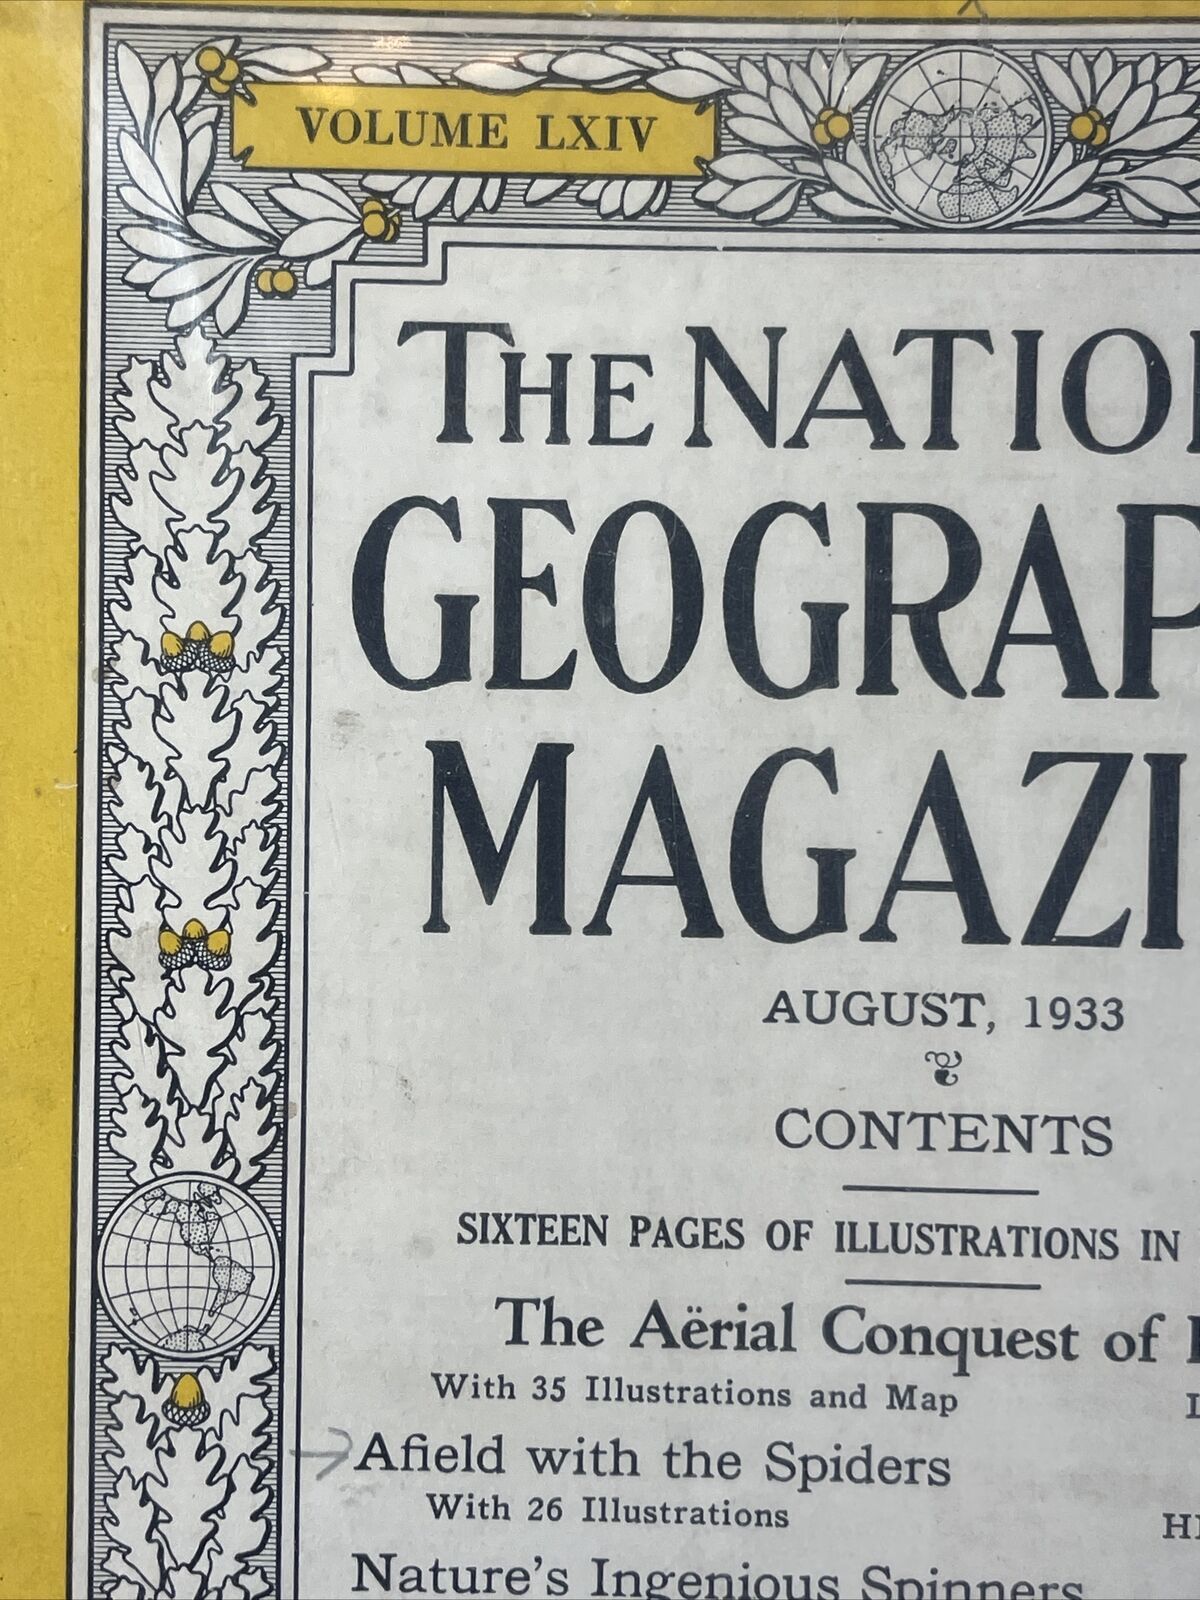 VOLUME LXIV
THE NATIO
GEOGRAP
MAGAZI
AUGUST, 1933
CONTENTS
SIXTEEN PAGES OF ILLUSTRATIONS IN
The Aërial Conquest of
With 35 Illustrations and Map
Afield with the Spiders
With 26 Illustrations
Nature's Ingenious Spinners